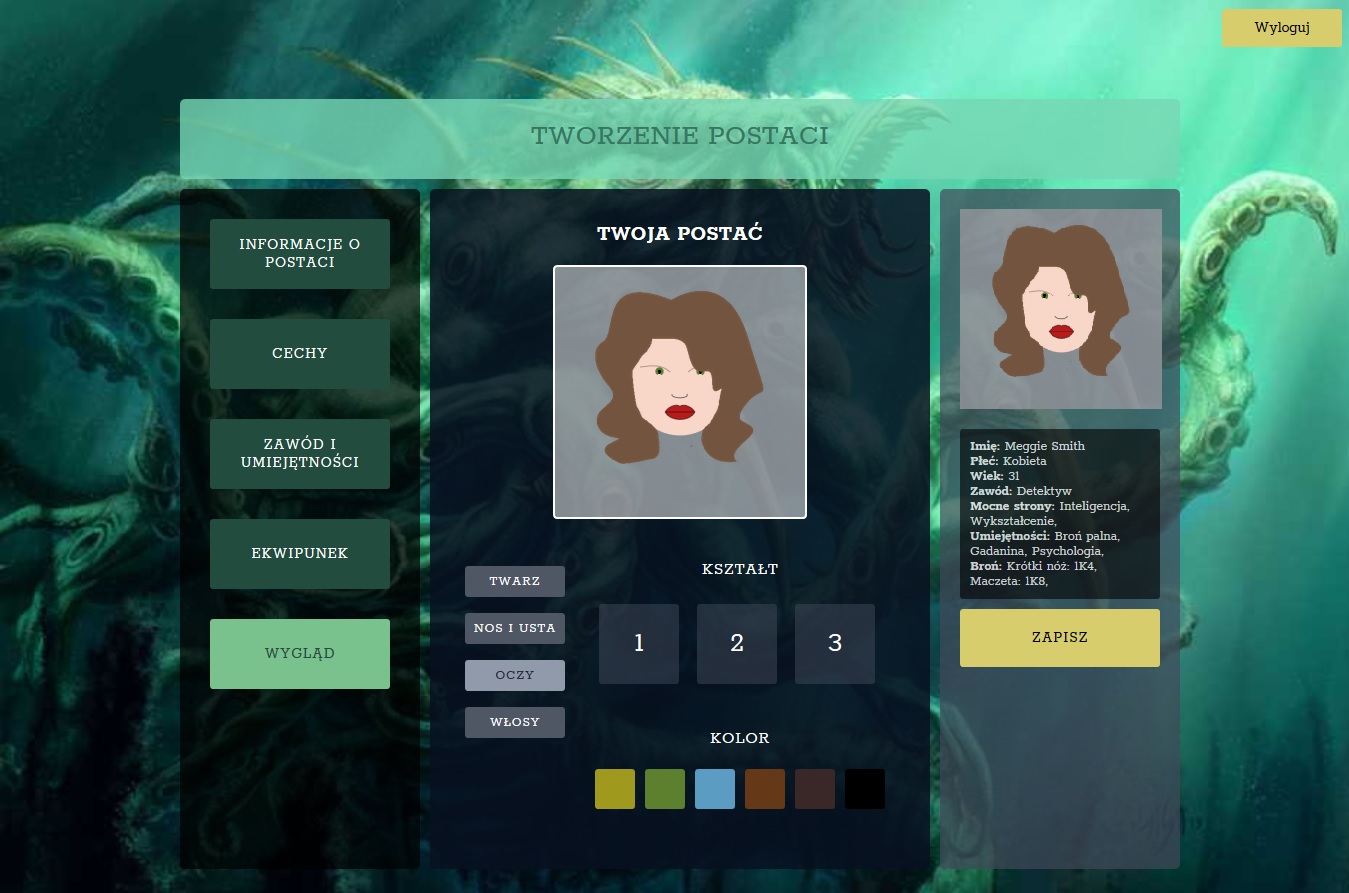 Wyloguj
TWORZENIE POSTACI
INFORMACJE O
POSTACI
CECHY
ZAWÓD I
UMIEJĘTNOŚCI
EKWIPUNEK
WYGLĄD
TWOJA POSTAĆ
TWARZ
NOS I USTA
OCZY
WŁOSY
KSZTAŁT
1 2 3
KOLOR
Imię: Meggie Smith
Płeć: Kobieta
Wiek: 31
Zawód: Detektyw
Mocne strony: Inteligencja,
Wykształcenie,
Umiejętności: Broń palna,
Gadanina, Psychologia,
Broń: Krótki nóż: 1K4,
Maczeta: 1K8,
ZAPISZ